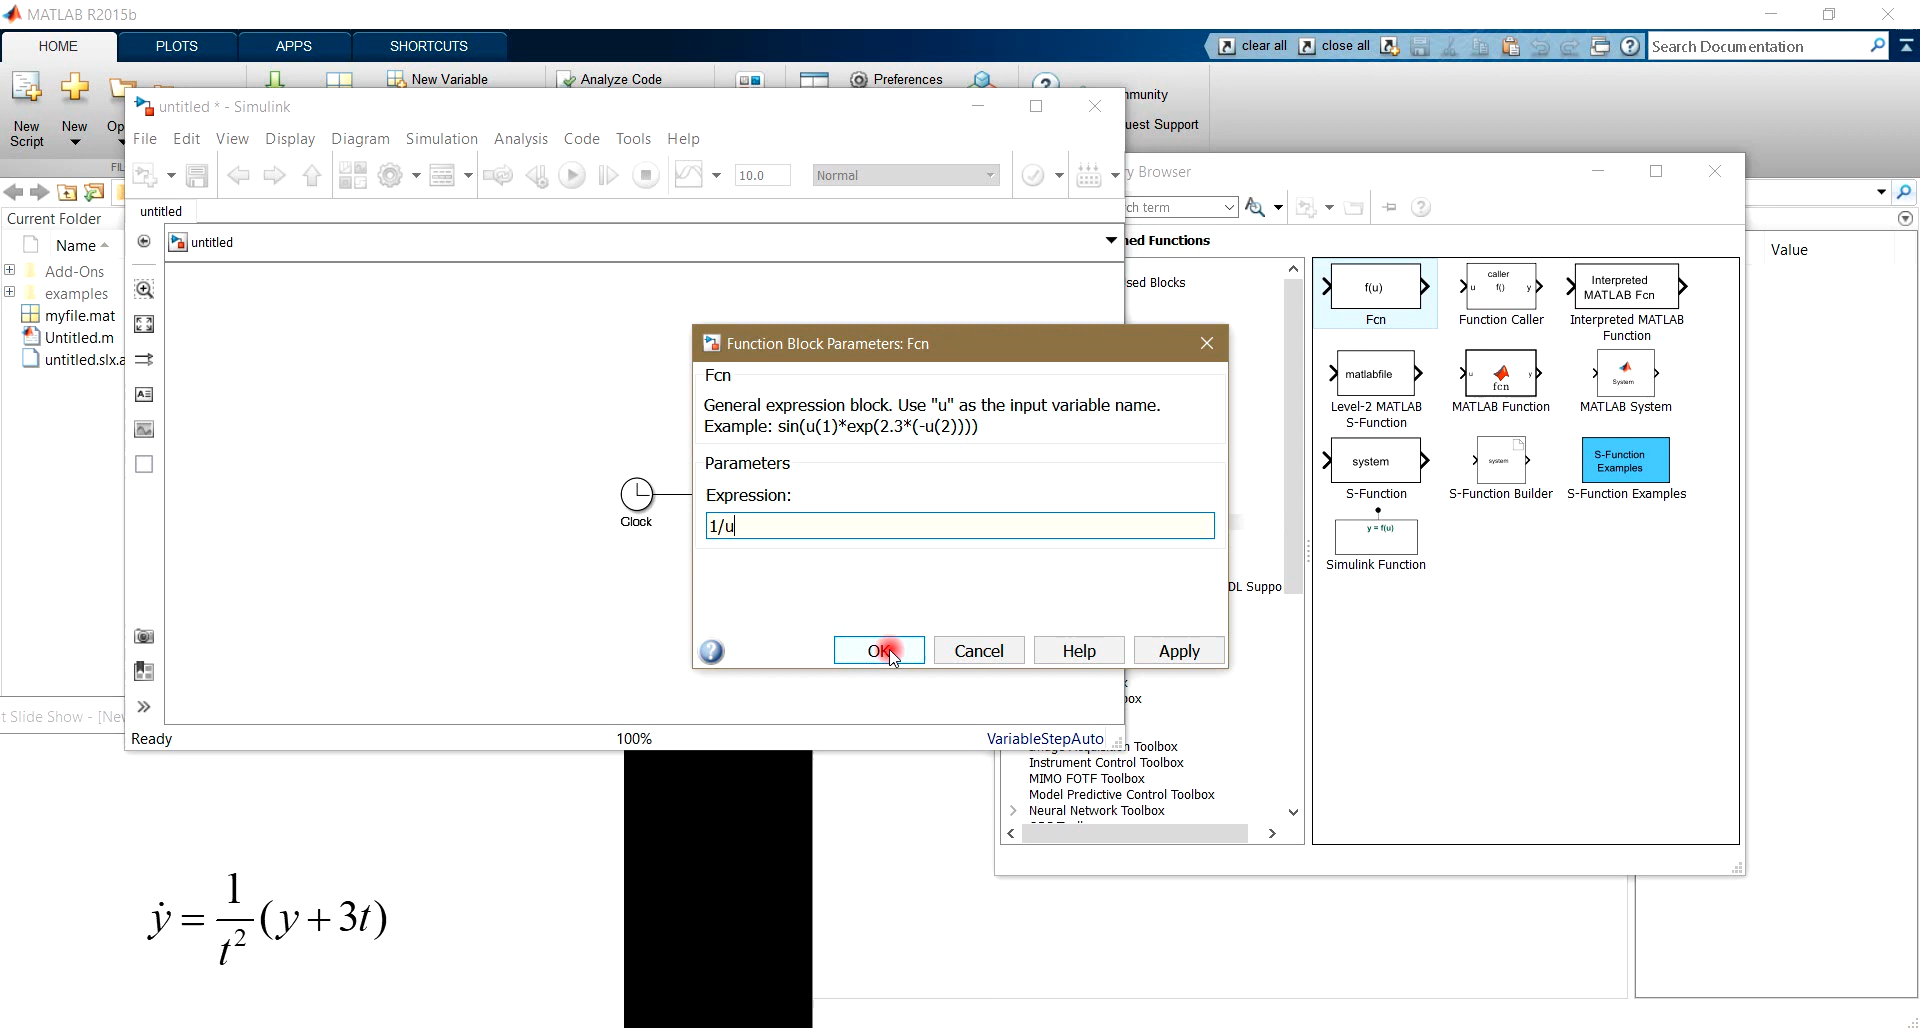 MATLAB R2015b
HOME
PLOTS
APPS
SHORTCUTS
clear all
close all
Search Documentation
New Variable
Analyze Code
Preferences
New
Script
New
untitled * - Simulink
File Edit View Display Diagram Simulation Analysis Code Tools Help
10.0
Normal
untitled
untitled
Current Folder
Name
Add-Ons
examples
myfile.mat
Untitled.m
untitled.slx.a
Clock
Ready
100%
VariableStepAuto
Function Block Parameters: Fcn
Fcn
General expression block. Use "u" as the input variable name.
Example: sin(u(1)*exp(2.3*(-u(2))))
Parameters
Expression:
1/u
OK
Cancel
Help
Apply
uest Support
y Browser
ch term
ned Functions
sed Blocks
DL Suppo
box
Toolbox
Instrument Control Toolbox
MIMO FOTF Toolbox
Model Predictive Control Toolbox
Neural Network Toolbox
f(u)
Fcn
caller
u f() y
Function Caller
Interpreted
MATLAB Fcn
Interpreted MATLAB
Function
matlabfile
Level-2 MATLAB
S-Function
u fcn y
MATLAB Function
System
MATLAB System
system
S-Function
system
S-Function Builder
S-Function
Examples
S-Function Examples
y = f(u)
Simulink Function
Value
t Slide Show - [Nev
ẏ = 1/t² (y + 3t)